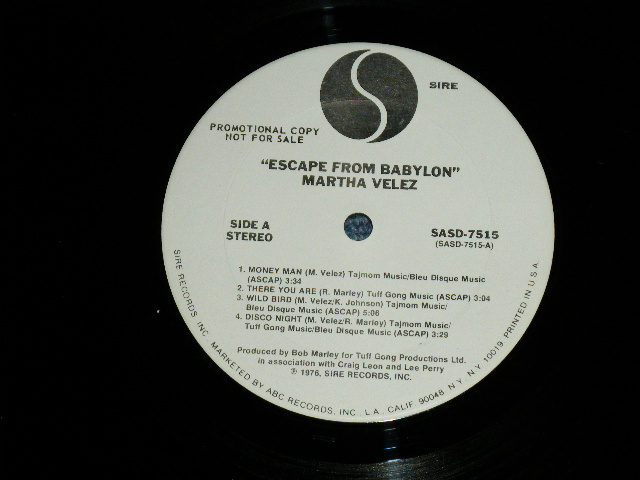 SIRE
PROMOTIONAL COPY
NOT FOR SALE
"ESCAPE FROM BABYLON"
MARTHA VELEZ
SIDE A
STEREO
SASD-7515
(SASD-7515-A)
1. MONEY MAN (M. Velez) Tajmom Music/Bleu Disque Music
(ASCAP) 3:34
2. THERE YOU ARE (R. Marley) Tuff Gong Music (ASCAP) 3:04
3. WILD BIRD (M. Velez/K. Johnson) Tajmom Music/
Bleu Disque Music (ASCAP) 5:06
4. DISCO NIGHT (M. Velez/R. Marley) Tajmom Music/
Tuff Gong Music/Bleu Disque Music (ASCAP) 3:29
Produced by Bob Marley for Tuff Gong Productions Ltd.
in association with Craig Leon and Lee Perry
℗ 1976, SIRE RECORDS, INC.
SIRE RECORDS, INC. MARKETED BY ABC RECORDS, INC. L.A. CALIF. 90048 N.Y. N.Y. 10019 PRINTED IN U.S.A.